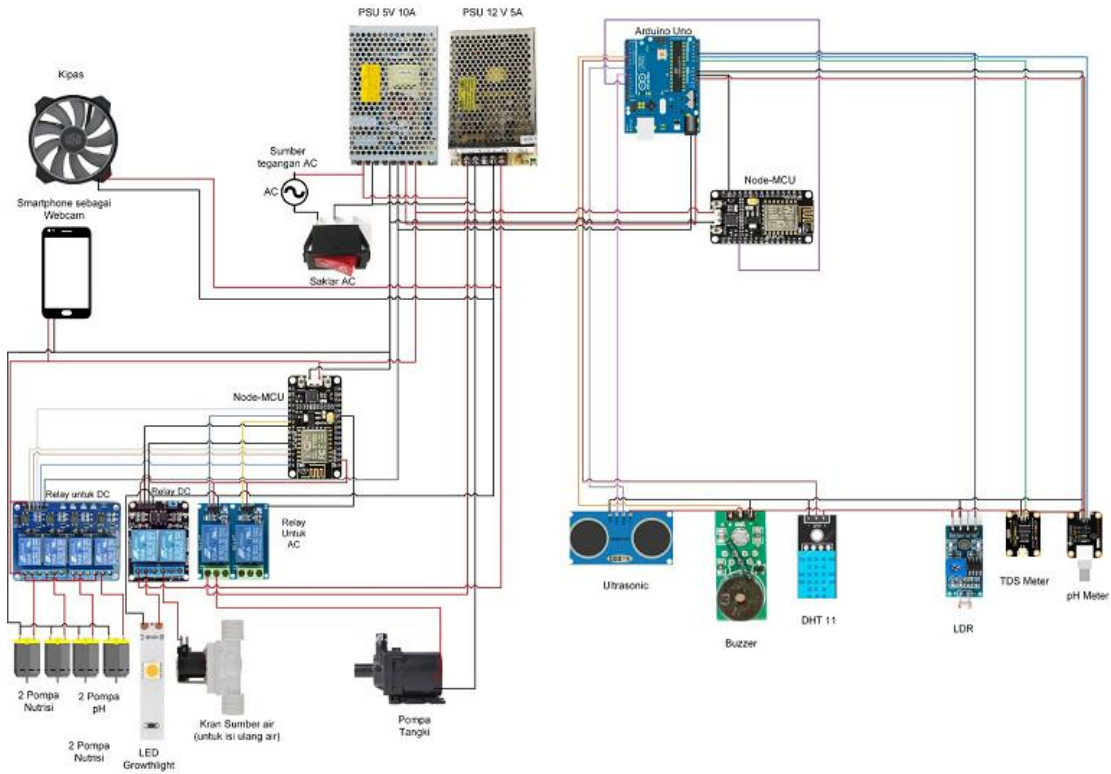 PSU 5V 10A
PSU 12 V 5A
Arduino Uno
Kipas
Sumber
tegangan AC
AC
Node-MCU
Smartphone sebagai
Webcam
Saklar AC
Node-MCU
Relay untuk DC
Relay DC
Relay
Untuk
AC
Ultrasonic
Buzzer
DHT 11
LDR
TDS Meter
pH Meter
2 Pompa
Nutrisi
2 Pompa
pH
2 Pompa
Nutrisi
LED
Growthlight
Kran Sumber air
(untuk isi ulang air)
Pompa
Tangki